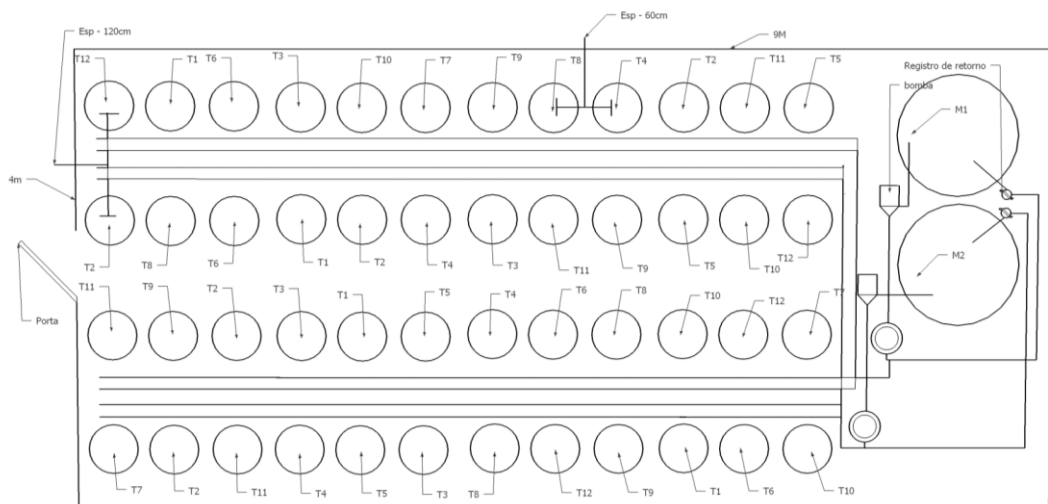 Esp - 60cm
Esp - 120cm
9M
T12
T1
T6
T3
T10
T7
T9
T8
T4
T2
T11
T5
Registro de retorno
bomba
M1
4m
T2
T8
T6
T1
T2
T4
T3
T11
T9
T5
T10
T12
M2
Porta
T11
T9
T2
T3
T1
T5
T4
T6
T8
T10
T12
T7
T7
T2
T11
T4
T5
T3
T8
T12
T9
T1
T6
T10